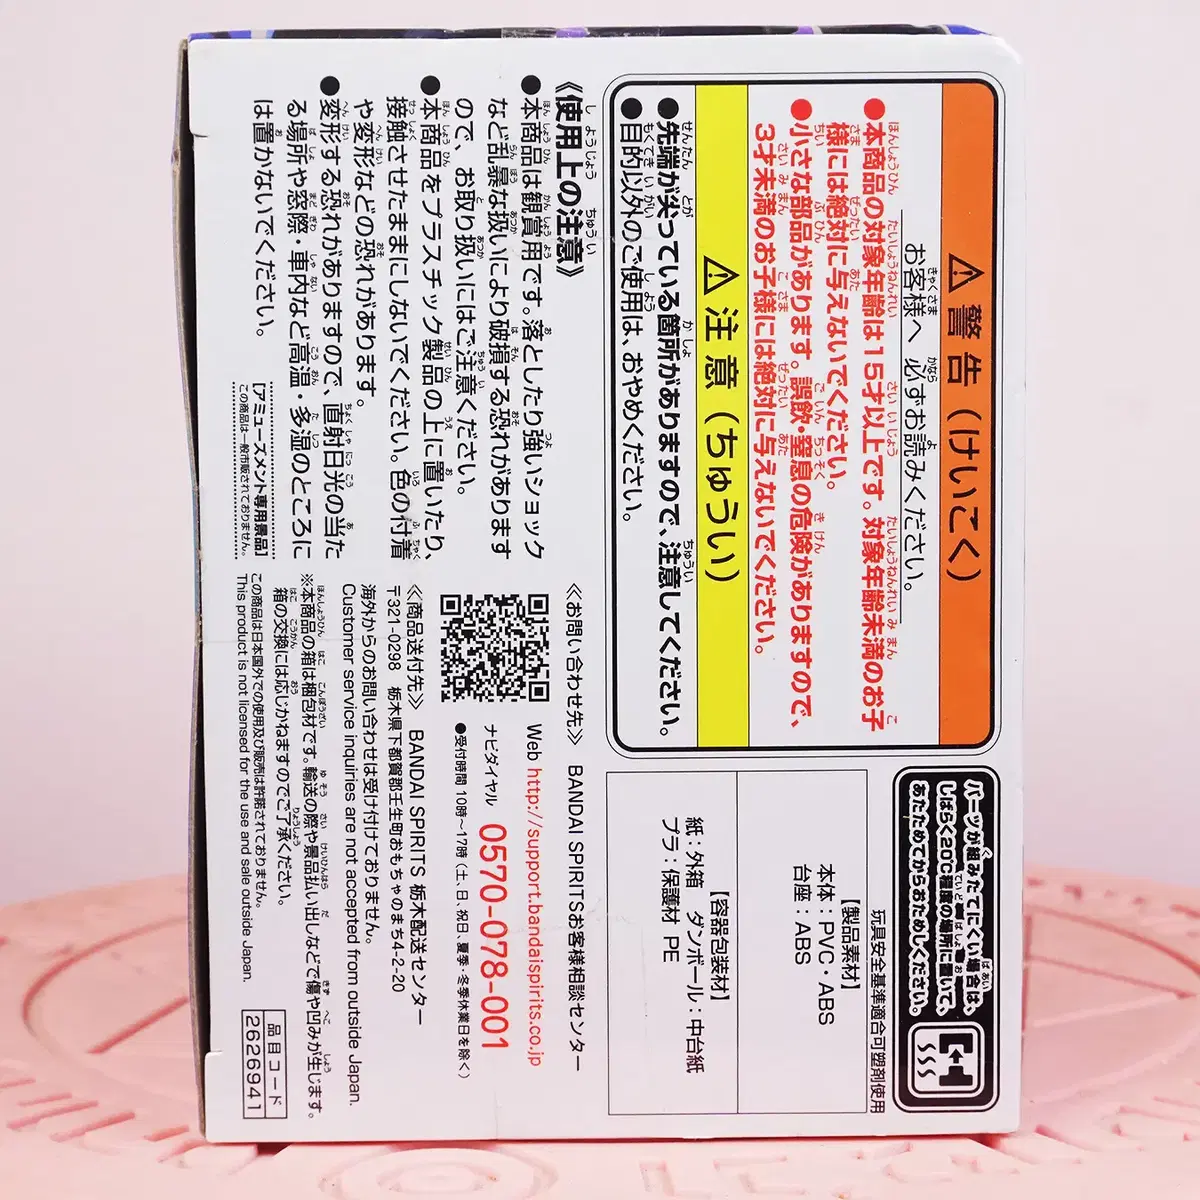 警告（けいこく）
お客様へ 必ずお読みください。
●本商品の対象年齢は15才以上です。対象年齢未満のお子
様には絶対に与えないでください。
●小さな部品があります。誤飲・窒息の危険がありますので、
3才未満のお子様には絶対に与えないでください。
注意（ちゅうい）
●先端が尖っている箇所がありますので、注意してください。
●目的以外のご使用は、おやめください。
《使用上の注意》
●本商品は観賞用です。落としたり強いショック
など乱暴な扱いにより破損する恐れがあります
ので、お取り扱いにはご注意ください。
●本商品をプラスチック製品の上に置いたり、
接触させたままにしないでください。色の付着
や変形などの恐れがあります。
●変形する恐れがありますので、直射日光の当た
る場所や窓際・車内など高温・多湿のところに
は置かないでください。
【アミューズメント専用景品】
この商品は一般市販されておりません。
パーツが組みたてにくい場合は、
しばらく20℃程度の場所に置いて、
あたためてからおためしください。
玩具安全基準適合可塑剤使用
【製品素材】
本体：PVC・ABS
台座：ABS
【容器包装材】
紙：外箱 ダンボール：中台紙
プラ：保護材 PE
《お問い合わせ先》 BANDAI SPIRITSお客様相談センター
Web http://support.bandaispirits.co.jp
ナビダイヤル 0570-078-001
●受付時間 10時～17時（土、日、祝日、夏季・冬季休業日を除く）
《商品送付先》 BANDAI SPIRITS 栃木配送センター
〒321-0298 栃木県下都賀郡壬生町おもちゃのまち4-2-20
海外からのお問い合わせは受け付けておりません。
Customer service inquiries are not accepted from outside Japan.
※本商品の箱は梱包材です。輸送の際や景品払い出しなどで傷や凹みが生じます。
箱の交換には応じかねますのでご了承ください。
この商品は日本国外での使用及び販売は許諾されておりません。
This product is not licensed for the use and sale outside Japan.
品目コード
2626941